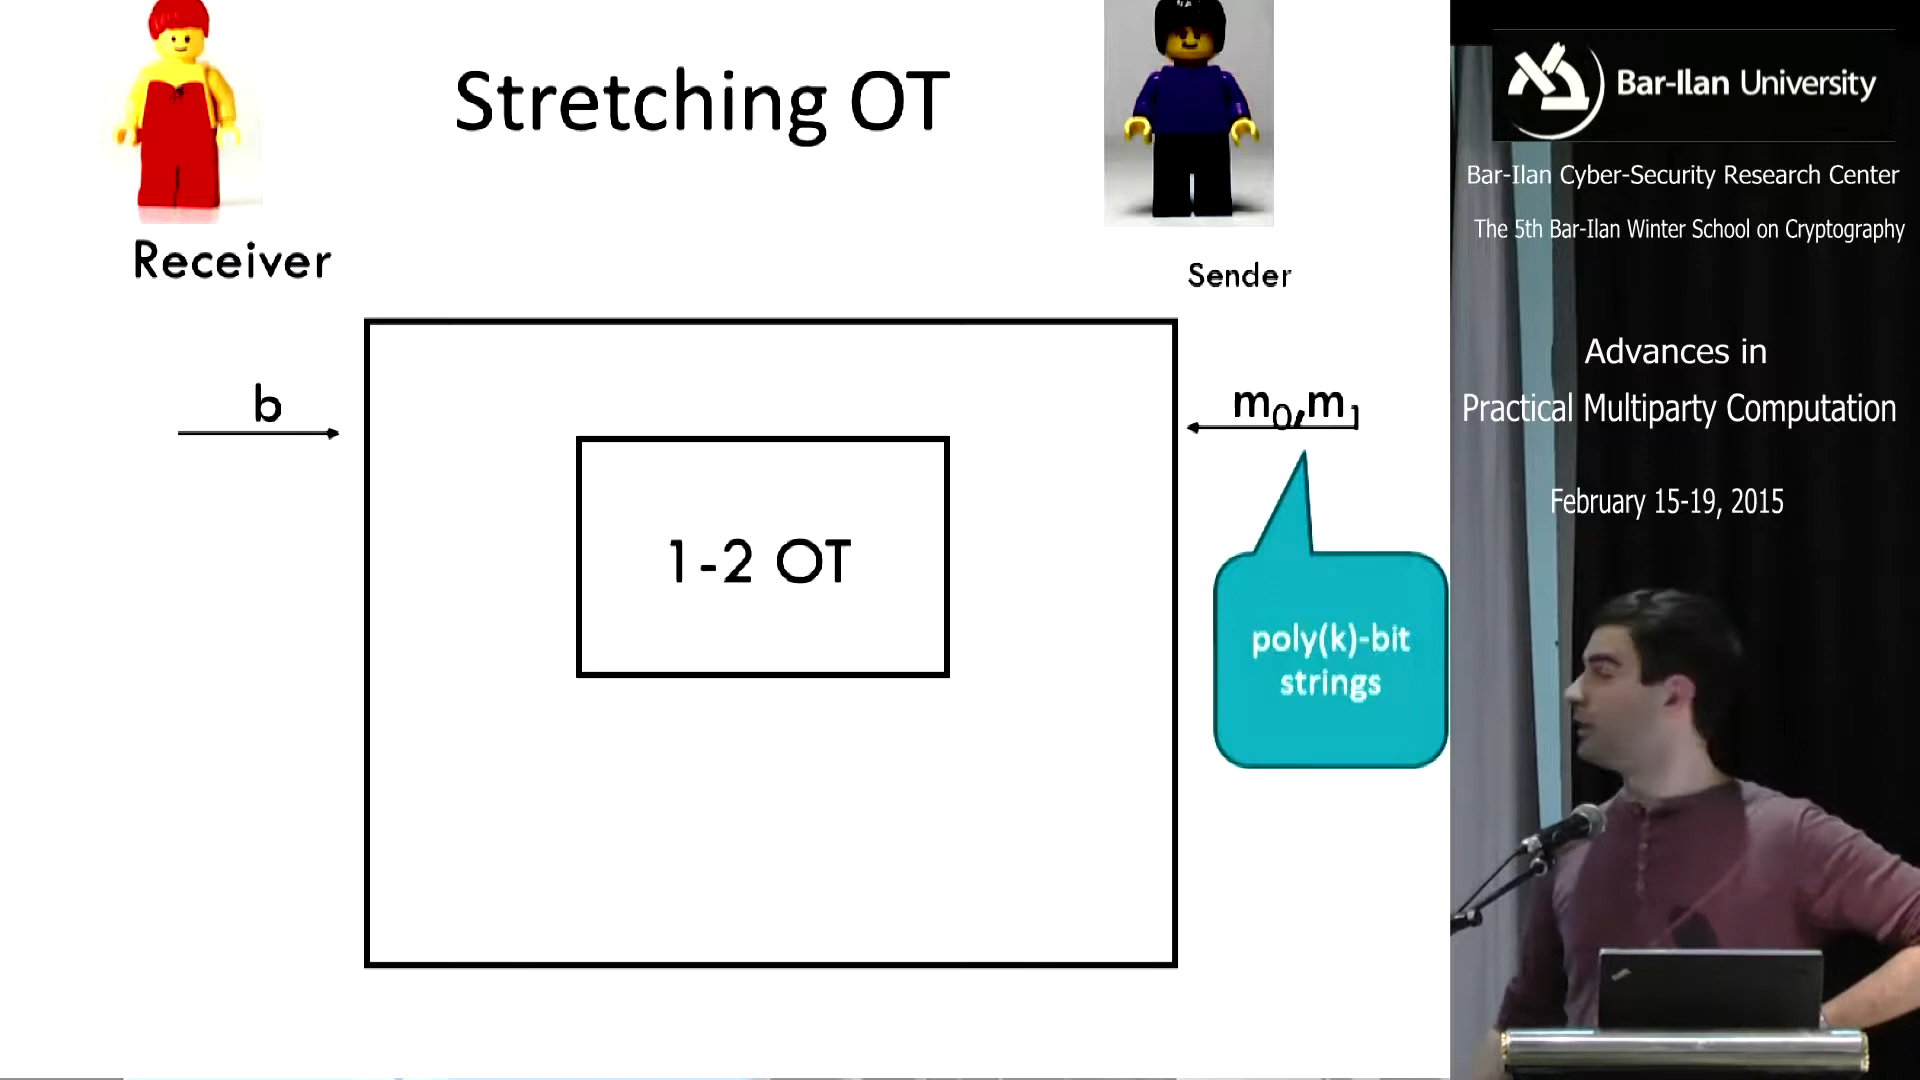 Stretching OT
Receiver
Sender
b
m0,m1
1-2 OT
poly(k)-bit
strings
Bar-Ilan University
Bar-Ilan Cyber-Security Research Center
The 5th Bar-Ilan Winter School on Cryptography
Advances in
Practical Multiparty Computation
February 15-19, 2015